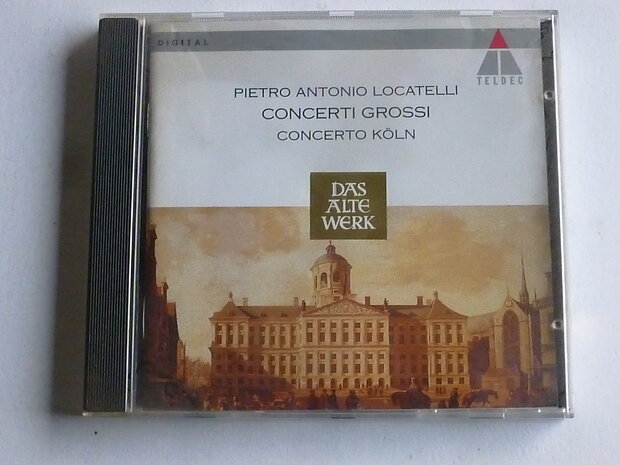 DIGITAL
TELDEC
PIETRO ANTONIO LOCATELLI
CONCERTI GROSSI
CONCERTO KÖLN
DAS
ALTE
WERK